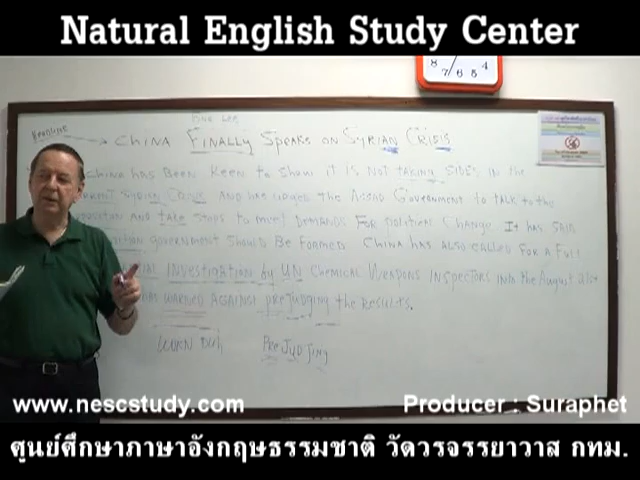 Natural English Study Center
8 7 6 5 4
HEADLINE
CHINA FINALLY SPEAKS ON SYRIAN CRISIS
CHINA HAS BEEN KEEN to SHOW it IS NOT TAKING SIDES IN the
SYRIAN CRISIS AND HAS URGED THE ASSAD GOVERNMENT to TALK to the
AND TAKE STEPS to MEET DEMANDS FOR POLITICAL CHANGE. It HAS SAID
GOVERNMENT SHOULD BE FORMED. CHINA HAS ALSO CALLED FOR A FULL
INVESTIGATION by UN CHEMICAL WEAPONS INSPECTORS INTO the AUGUST 21st
WARNED AGAINST PREJUDGING the RESULTS.
PRE JUD JING
www.nescstudy.com
Producer : Suraphet
ศูนย์ศึกษาภาษาอังกฤษธรรมชาติ วัดวรจรรยาวาส กทม.